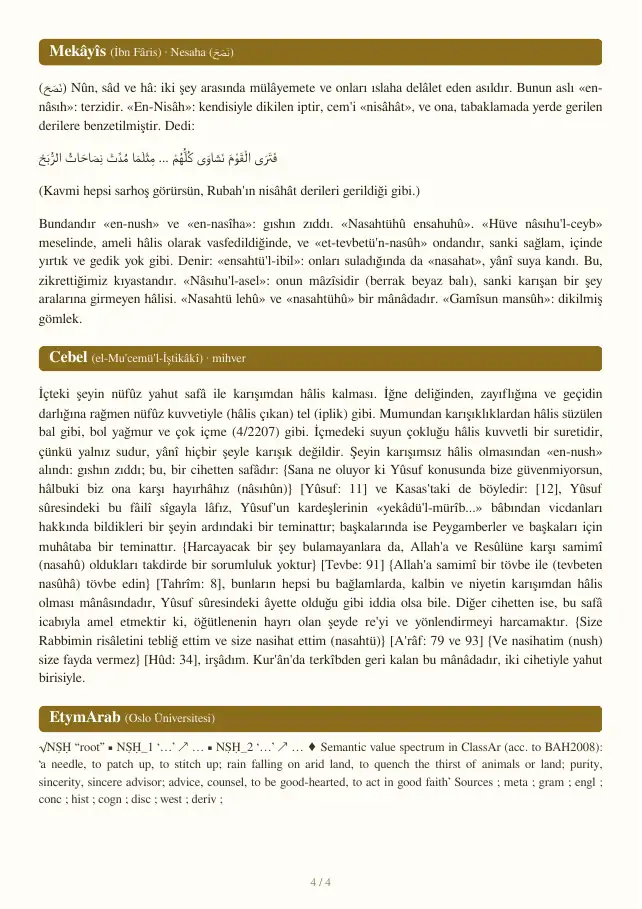 Mekâyîs (İbn Fâris) · Nesaha (نَصَحَ)
(نَصَحَ) Nûn, sâd ve hâ: iki şey arasında mülâyemete ve onları ıslaha delâlet eden asıldır. Bunun aslı «en-
nâsıh»: terzidir. «En-Nisâh»: kendisiyle dikilen iptir, cem'i «nisâhât», ve ona, tabaklamada yerde gerilen
derilere benzetilmiştir. Dedi:
فَتَرَى الْقَوْمَ نَشَاوَى كُلُّهُمْ ... مِثْلَمَا مُدَّتْ نِصَاحَاتُ الرُّبَحْ
(Kavmi hepsi sarhoş görürsün, Rubah'ın nisâhât derileri gerildiği gibi.)
Bundandır «en-nush» ve «en-nasîha»: gıshın zıddı. «Nasahtühû ensahuhû». «Hüve nâsıhu'l-ceyb»
meselinde, ameli hâlis olarak vasfedildiğinde, ve «et-tevbetü'n-nasûh» ondandır, sanki sağlam, içinde
yırtık ve gedik yok gibi. Denir: «ensahtü'l-ibil»: onları suladığında da «nasahat», yânî suya kandı. Bu,
zikrettiğimiz kıyastandır. «Nâsıhu'l-asel»: onun mâzîsidir (berrak beyaz balı), sanki karışan bir şey
aralarına girmeyen hâlisi. «Nasahtü lehû» ve «nasahtühû» bir mânâdadır. «Gamîsun mansûh»: dikilmiş
gömlek.
Cebel (el-Mu'cemü'l-İştikâkî) · mihver
İçteki şeyin nüfûz yahut safâ ile karışımdan hâlis kalması. İğne deliğinden, zayıflığına ve geçidin
darlığına rağmen nüfûz kuvvetiyle (hâlis çıkan) tel (iplik) gibi. Mumundan karışıklıklardan hâlis süzülen
bal gibi, bol yağmur ve çok içme (4/2207) gibi. İçmedeki suyun çokluğu hâlis kuvvetli bir suretidir,
çünkü yalnız sudur, yânî hiçbir şeyle karışık değildir. Şeyin karışımsız hâlis olmasından «en-nush»
alındı: gıshın zıddı; bu, bir cihetten safâdır: {Sana ne oluyor ki Yûsuf konusunda bize güvenmiyorsun,
hâlbuki biz ona karşı hayırhâhız (nâsıhûn)} [Yûsuf: 11] ve Kasas'taki de böyledir: [12], Yûsuf
sûresindeki bu fâilî sîgayla lâfız, Yûsuf'un kardeşlerinin «yekâdü'l-mürîb...» bâbından vicdanları
hakkında bildikleri bir şeyin ardındaki bir teminattır; başkalarında ise Peygamberler ve başkaları için
muhâtaba bir teminattır. {Harcayacak bir şey bulamayanlara da, Allah'a ve Resûlüne karşı samimî
(nasahû) oldukları takdirde bir sorumluluk yoktur} [Tevbe: 91] {Allah'a samimî bir tövbe ile (tevbeten
nasûhâ) tövbe edin} [Tahrîm: 8], bunların hepsi bu bağlamlarda, kalbin ve niyetin karışımdan hâlis
olması mânâsındadır, Yûsuf sûresindeki âyette olduğu gibi iddia olsa bile. Diğer cihetten ise, bu safâ
icabıyla amel etmektir ki, öğütlenenin hayrı olan şeyde re'yi ve yönlendirmeyi harcamaktır. {Size
Rabbimin risâletini tebliğ ettim ve size nasihat ettim (nasahtü)} [A'râf: 79 ve 93] {Ve nasihatim (nush)
size fayda vermez} [Hûd: 34], irşâdım. Kur'ân'da terkîbden geri kalan bu mânâdadır, iki cihetiyle yahut
birisiyle.
EtymArab (Oslo Üniversitesi)
√NṢḤ “root” ▪ NṢḤ_1 ‘…’ ↗ … ▪ NṢḤ_2 ‘…’ ↗ … ♦ Semantic value spectrum in ClassAr (acc. to BAH2008):
‘a needle, to patch up, to stitch up; rain falling on arid land, to quench the thirst of animals or land; purity,
sincerity, sincere advisor; advice, counsel, to be good-hearted, to act in good faith’ Sources ; meta ; gram ; engl ;
conc ; hist ; cogn ; disc ; west ; deriv ;
4 / 4